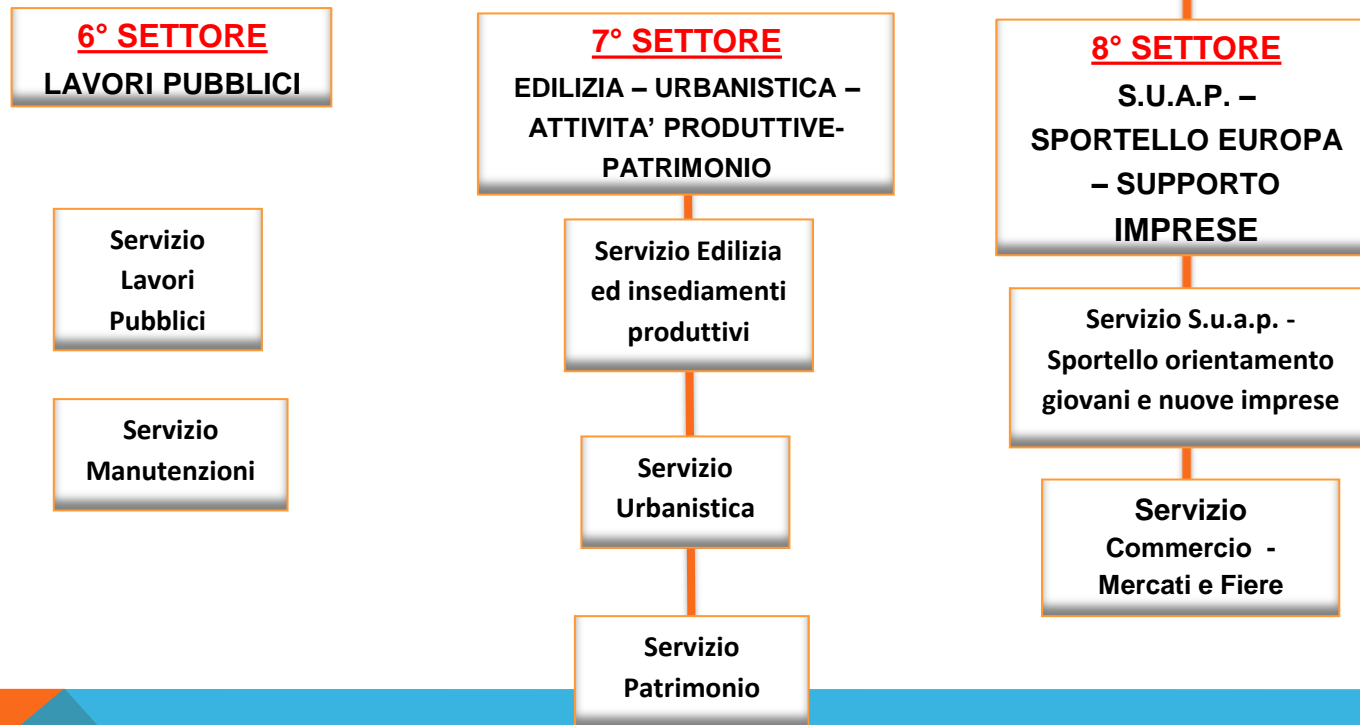 6° SETTORE
LAVORI PUBBLICI
Servizio
Lavori
Pubblici
Servizio
Manutenzioni
7° SETTORE
EDILIZIA – URBANISTICA –
ATTIVITA’ PRODUTTIVE-
PATRIMONIO
Servizio Edilizia
ed insediamenti
produttivi
Servizio
Urbanistica
Servizio
Patrimonio
8° SETTORE
S.U.A.P. –
SPORTELLO EUROPA
– SUPPORTO
IMPRESE
Servizio S.u.a.p. -
Sportello orientamento
giovani e nuove imprese
Servizio
Commercio -
Mercati e Fiere